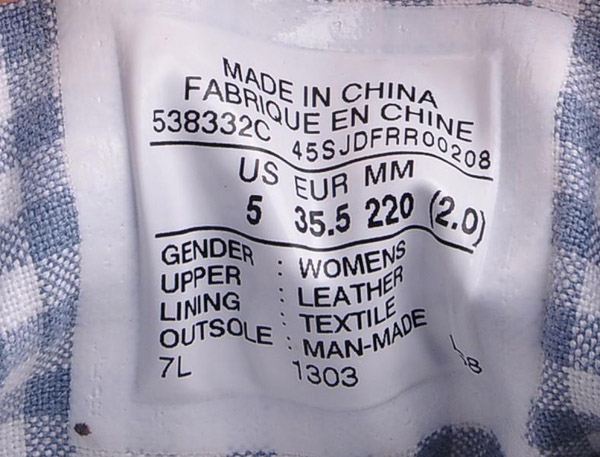 MADE IN CHINA
FABRIQUE EN CHINE
538332C 45SJDFRR00208
US EUR MM
5 35.5 220 (2.0)
GENDER : WOMENS
UPPER : LEATHER
LINING : TEXTILE
OUTSOLE : MAN-MADE
7L 1303